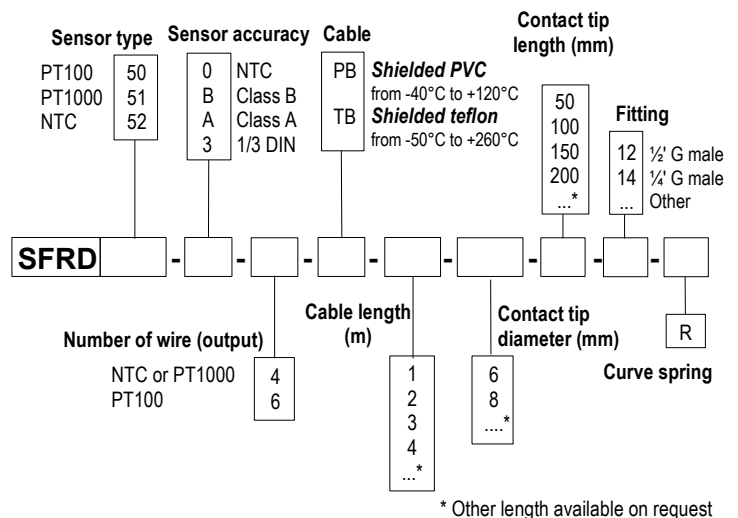 Contact tip
length (mm)
Sensor type Sensor accuracy Cable
PT100 50
PT1000 51
NTC 52
0 NTC
B Class B
A Class A
3 1/3 DIN
PB Shielded PVC
from -40°C to +120°C
TB Shielded teflon
from -50°C to +260°C
50
100
150
200
...*
Fitting
12 ½' G male
14 ¼' G male
... Other
SFRD - - - - - - - -
Number of wire (output)
NTC or PT1000 4
PT100 6
Cable length
(m)
1
2
3
4
...*
Contact tip
diameter (mm)
6
8
....*
R
Curve spring
* Other length available on request